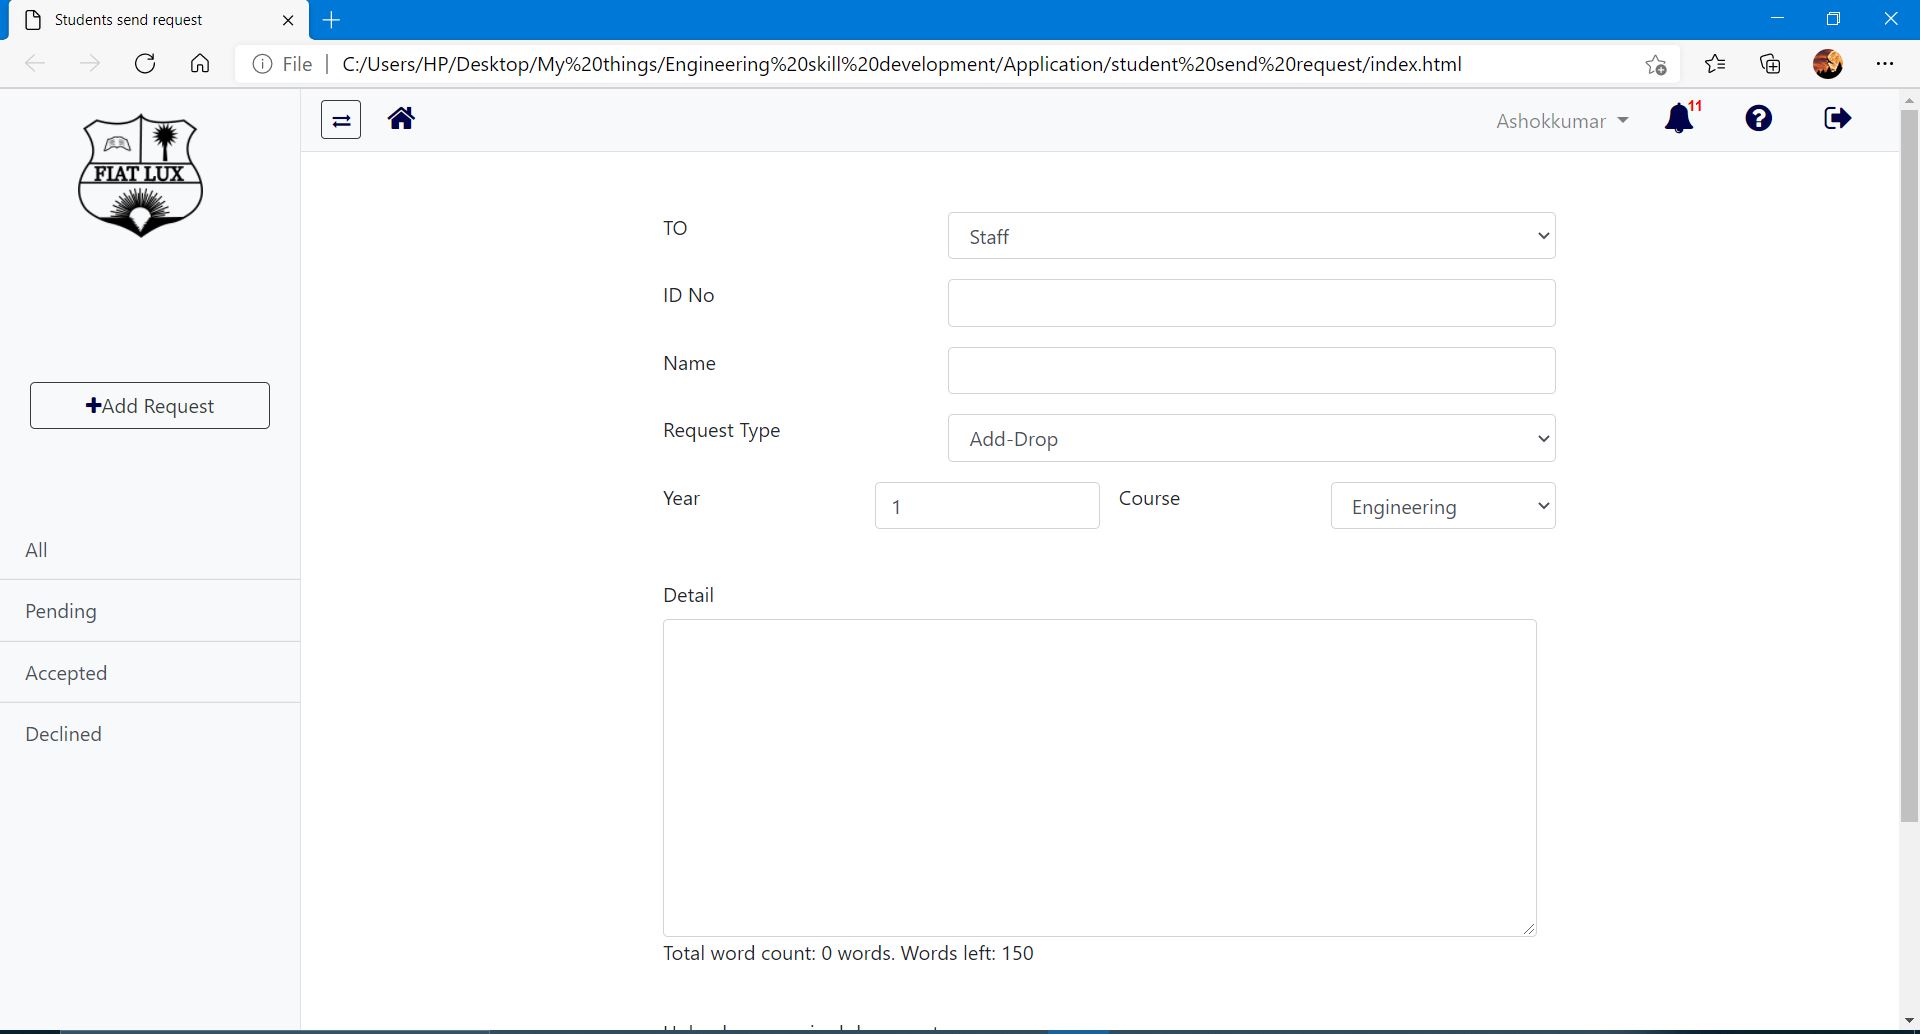 Students send request
File | C:/Users/HP/Desktop/My%20things/Engineering%20skill%20development/Application/student%20send%20request/index.html
FIAT LUX
Ashokkumar
11
Add Request
All
Pending
Accepted
Declined
TO
Staff
ID No
Name
Request Type
Add-Drop
Year
1
Course
Engineering
Detail
Total word count: 0 words. Words left: 150